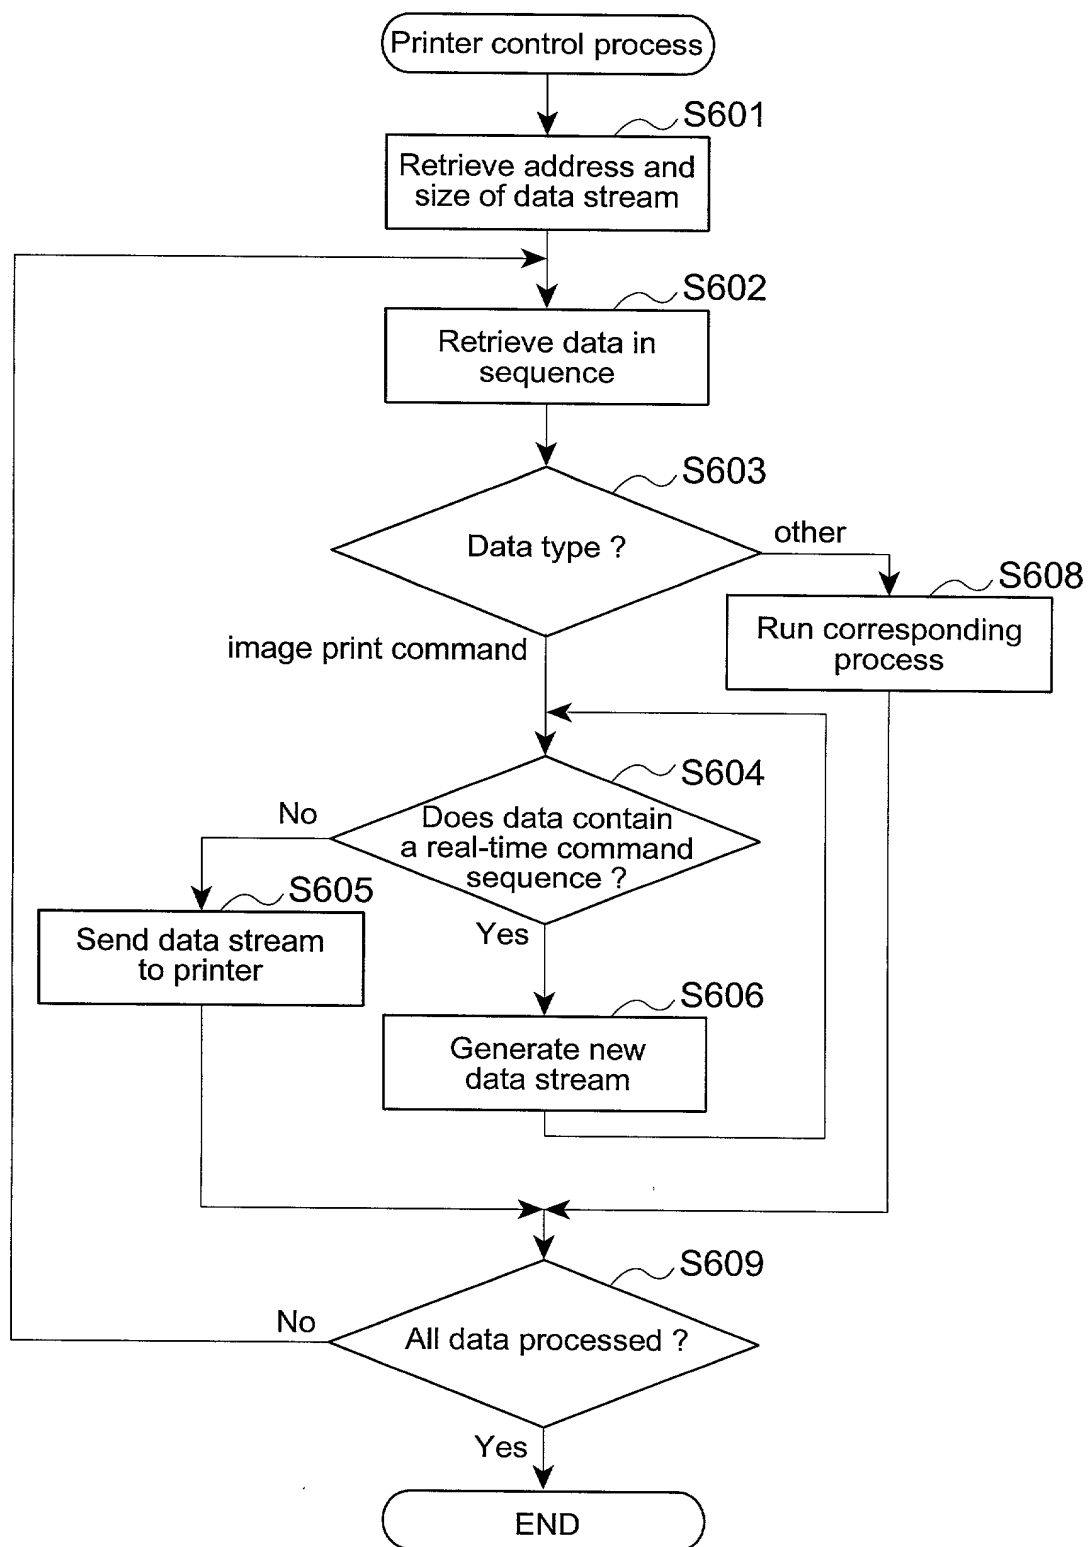 Printer control process
S601
Retrieve address and
size of data stream
S602
Retrieve data in
sequence
S603
Data type ?
other
S608
Run corresponding
process
image print command
S604
Does data contain
a real-time command
sequence ?
No
S605
Send data stream
to printer
Yes
S606
Generate new
data stream
S609
All data processed ?
No
Yes
END